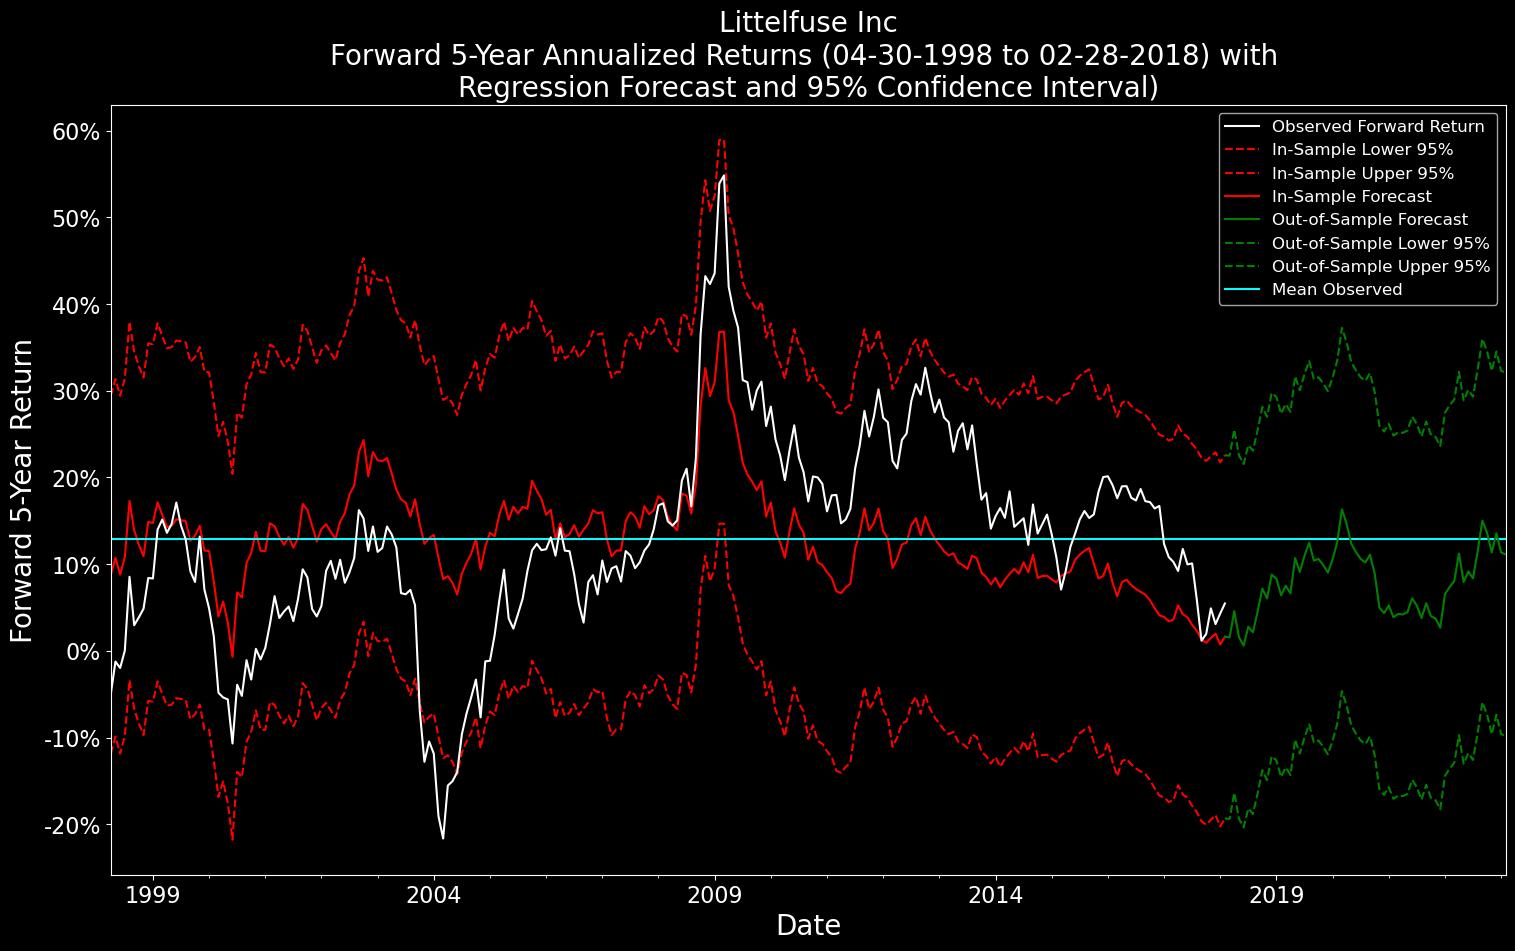 Littelfuse Inc
Forward 5-Year Annualized Returns (04-30-1998 to 02-28-2018) with
Regression Forecast and 95% Confidence Interval)
Forward 5-Year Return
60%
50%
40%
30%
20%
10%
0%
-10%
-20%
Observed Forward Return
In-Sample Lower 95%
In-Sample Upper 95%
In-Sample Forecast
Out-of-Sample Forecast
Out-of-Sample Lower 95%
Out-of-Sample Upper 95%
Mean Observed
1999
2004
2009
2014
2019
Date